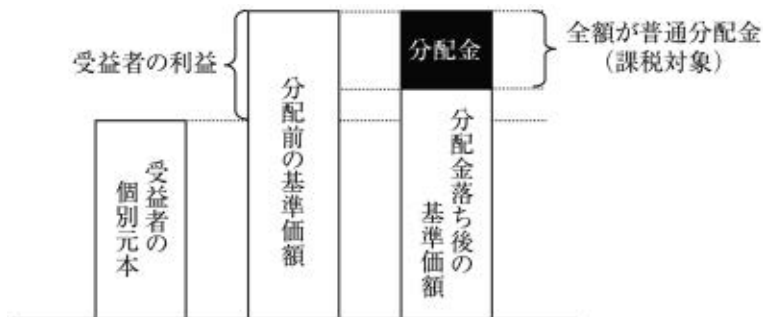 受益者の利益
分配金
全額が普通分配金
(課税対象)
受益者の
個別元本
分配前の基準価額
分配金落ち後の
基準価額